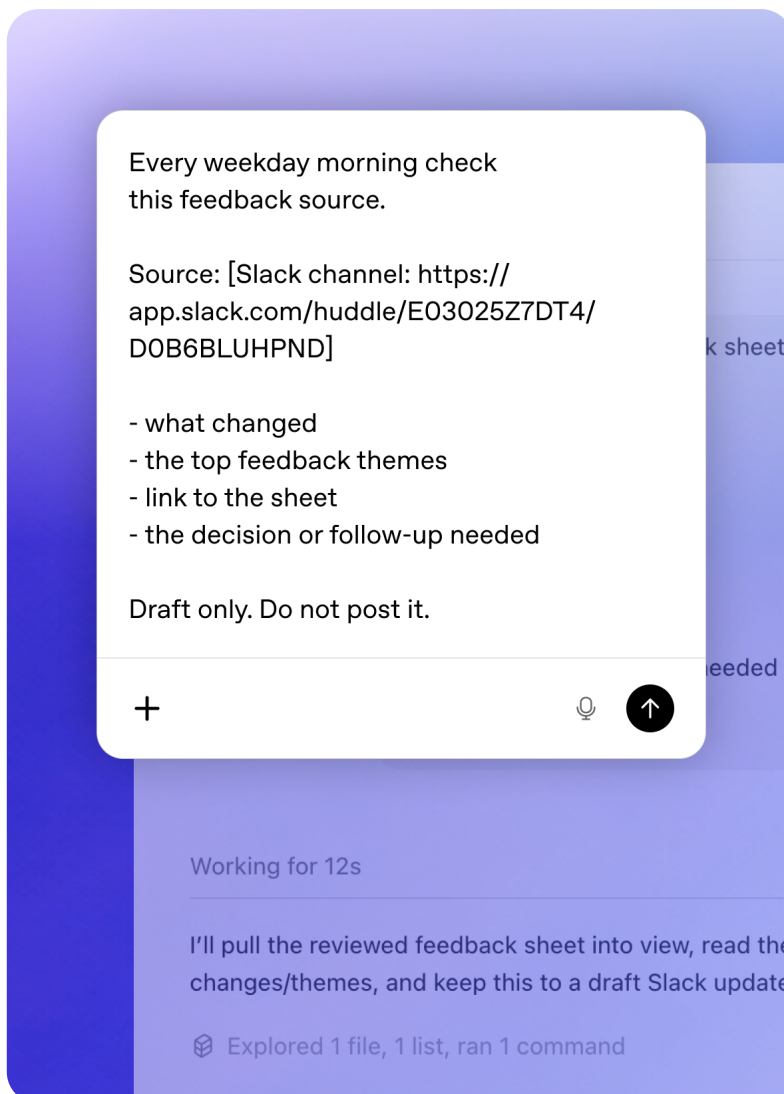 Every weekday morning check
this feedback source.
Source: [Slack channel: https://
app.slack.com/huddle/E03025Z7DT4/
D0B6BLUHPND]
- what changed
- the top feedback themes
- link to the sheet
- the decision or follow-up needed
Draft only. Do not post it.
sheet
needed
Working for 12s
I’ll pull the reviewed feedback sheet into view, read the
changes/themes, and keep this to a draft Slack update
Explored 1 file, 1 list, ran 1 command